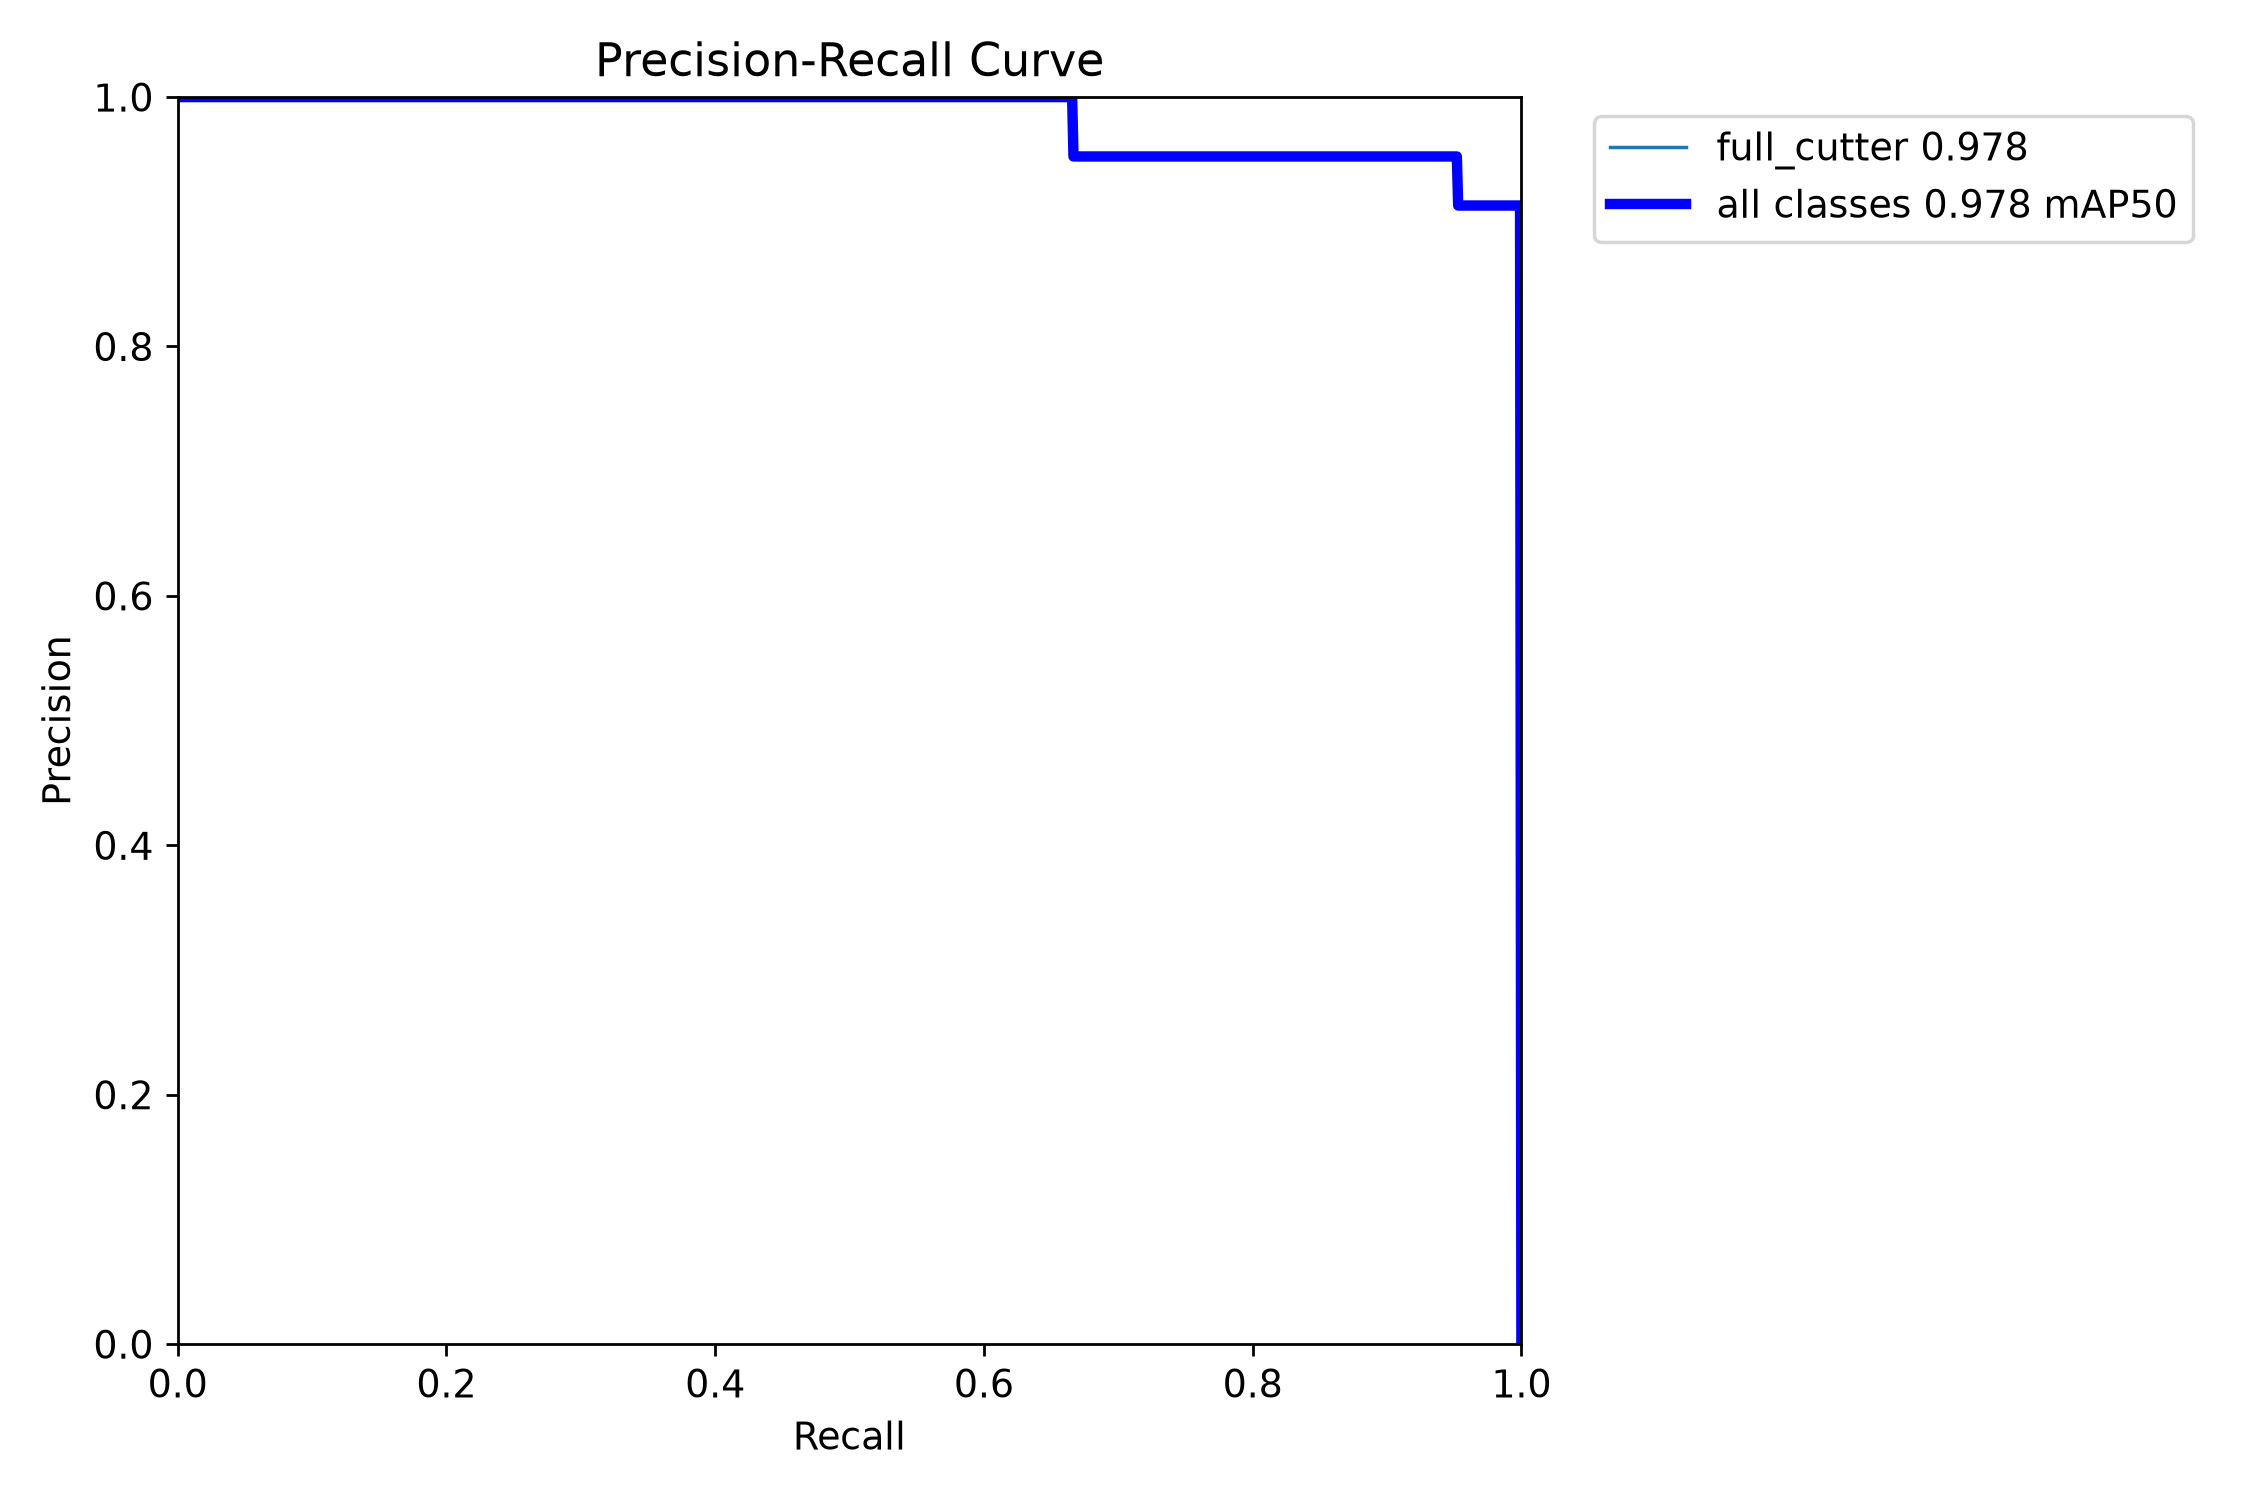 Precision-Recall Curve
1.0
0.8
0.6
0.4
0.2
0.0
Precision
0.0 0.2 0.4 0.6 0.8 1.0
Recall
full_cutter 0.978
all classes 0.978 mAP50